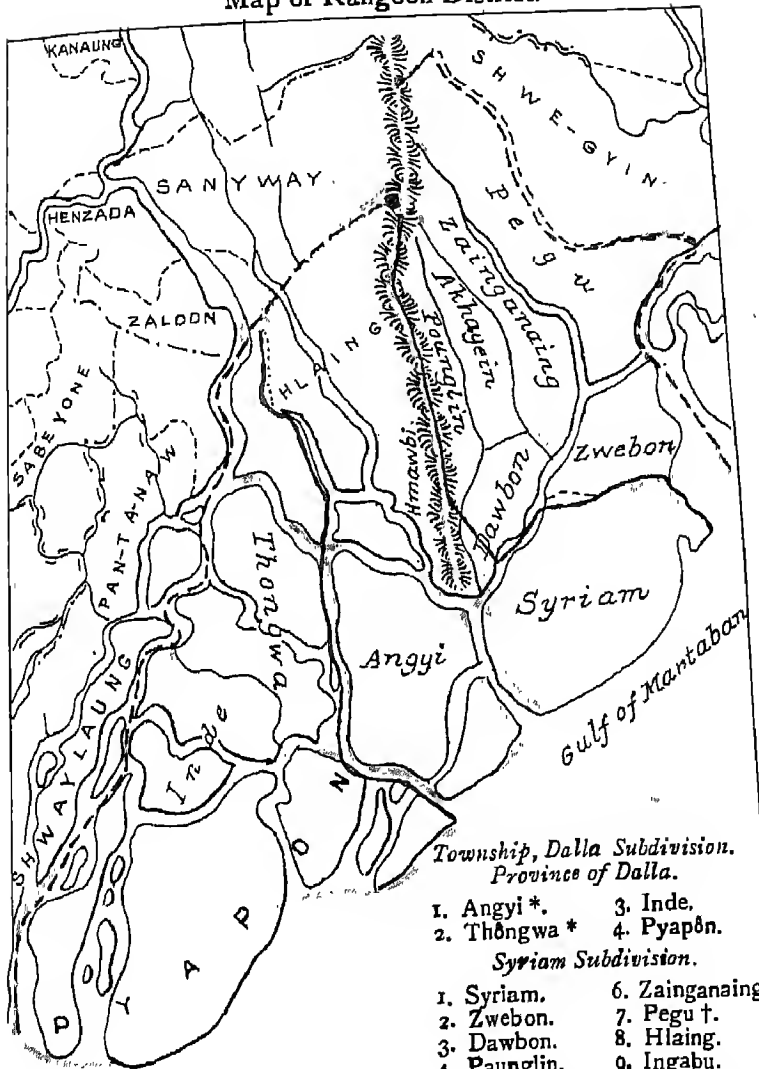 Map of Rangoon District
KANAUNG
SHWE-GYIN
SANYWAY
Pegu
HENZADA
Zainganaing
Akhayein
ZALOON
HLAING
Pounglin
SABEYONE
Hmawbi
Zwebon
Dawbon
PAN-TA-NAW
Thongwa
Syriam
Angyi
Gulf of Martaban
SHWAYLAUNG
Inde
PYAPON
Township, Dalla Subdivision.
Province of Dalla.
1. Angyi *. 3. Inde.
2. Thôngwa * 4. Pyapôn.
Syriam Subdivision.
1. Syriam. 6. Zainganaing
2. Zwebon. 7. Pegu †.
3. Dawbon. 8. Hlaing.
4. Paunglin. 9. Ingabu.